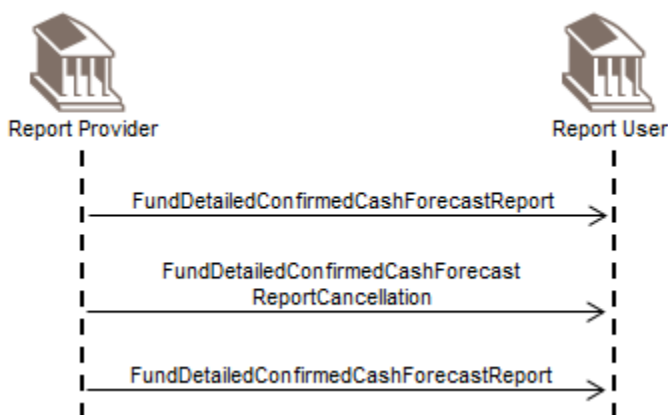 Report Provider
Report User
FundDetailedConfirmedCashForecastReport
FundDetailedConfirmedCashForecast
ReportCancellation
FundDetailedConfirmedCashForecastReport